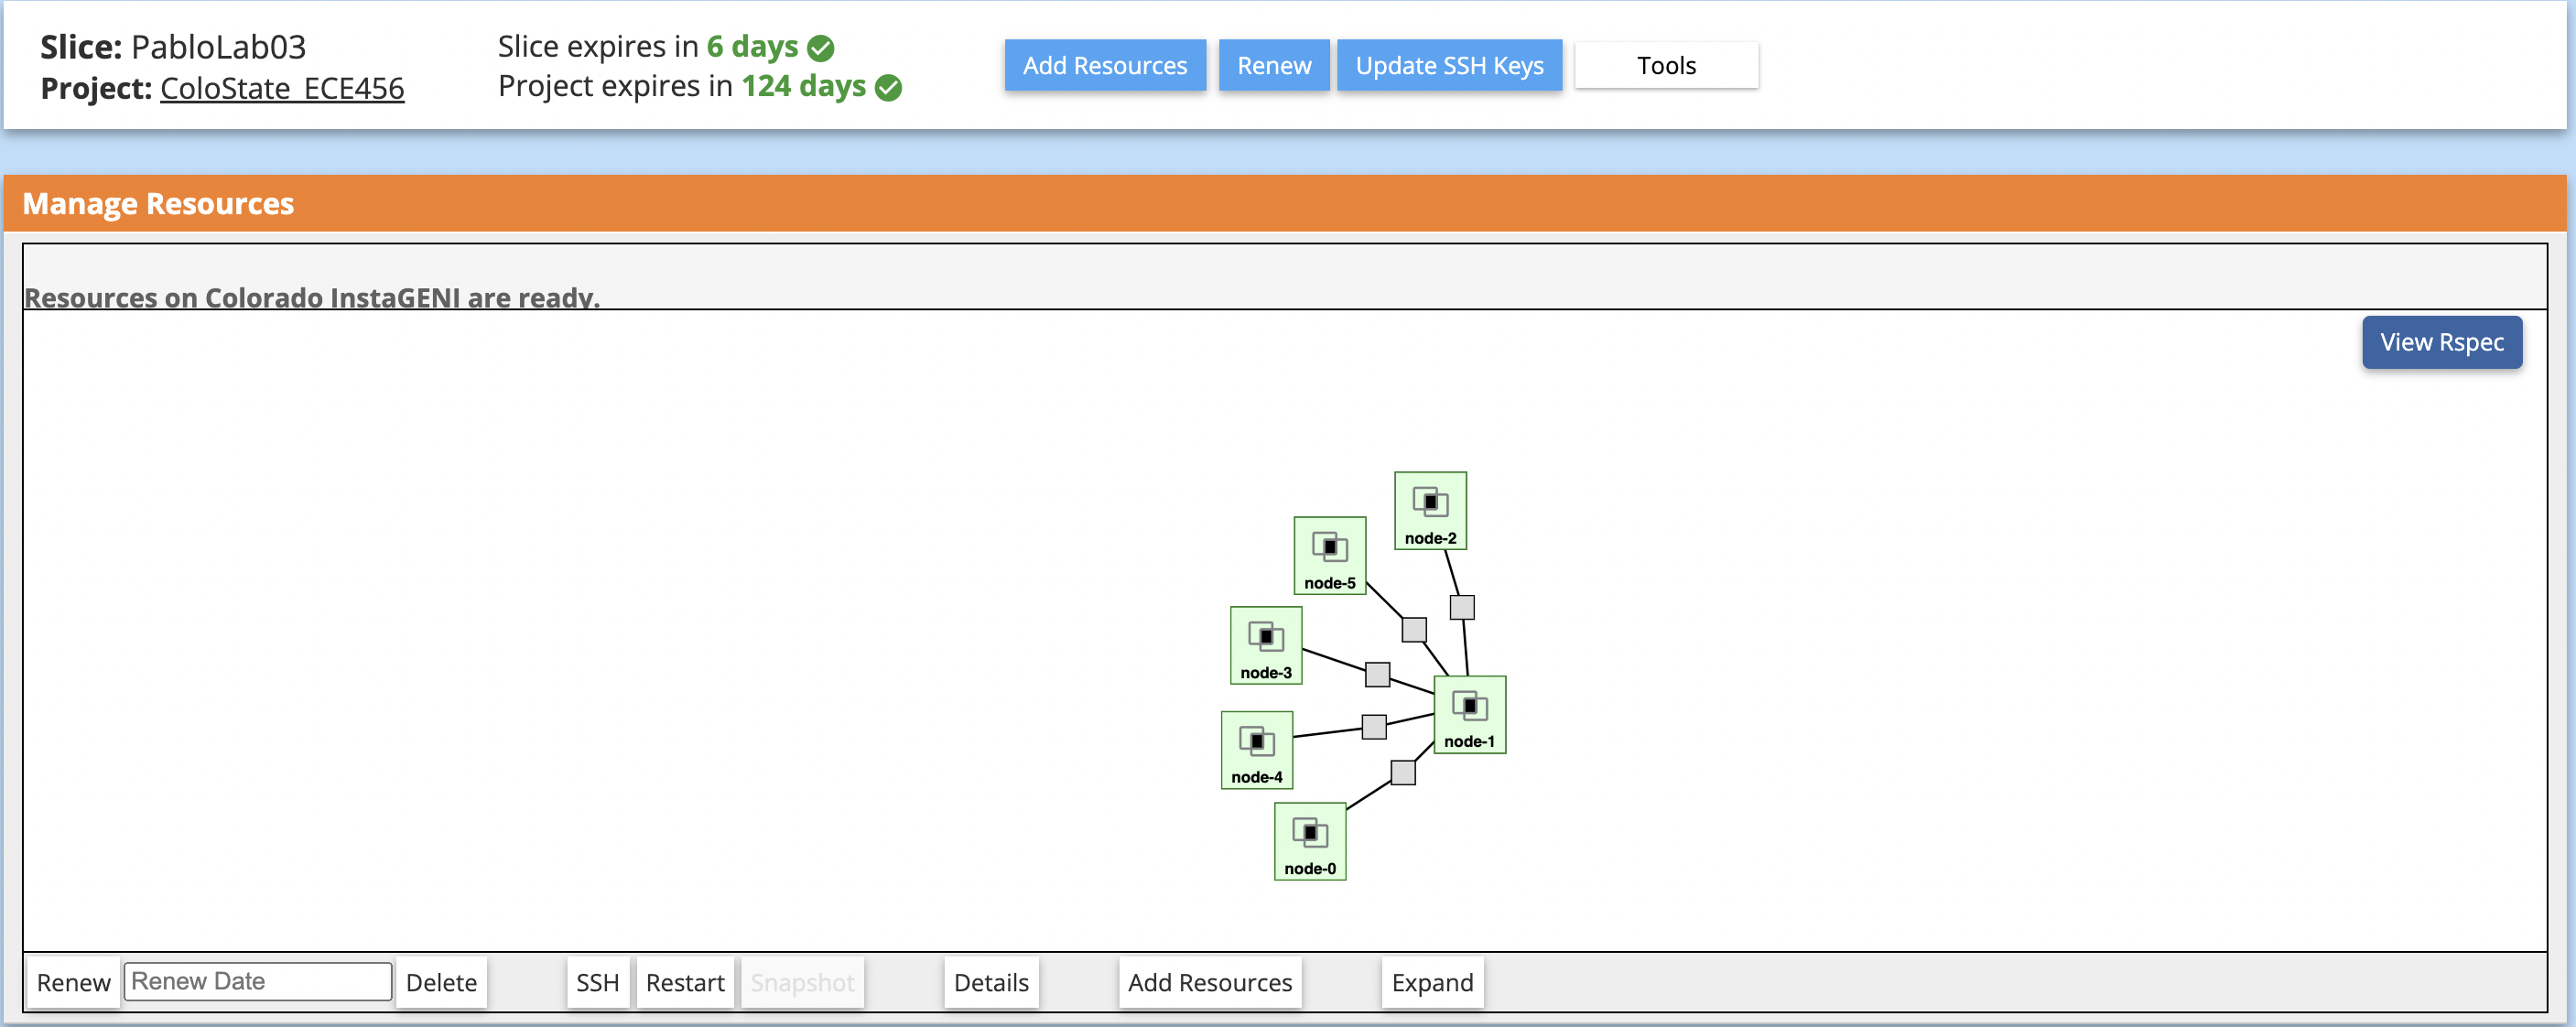 Slice: PabloLab03
Project: ColoState_ECE456
Slice expires in 6 days
Project expires in 124 days
Add Resources
Renew
Update SSH Keys
Tools
Manage Resources
Resources on Colorado InstaGENI are ready.
View Rspec
node-2
node-5
node-3
node-1
node-4
node-0
Renew
Renew Date
Delete
SSH
Restart
Snapshot
Details
Add Resources
Expand